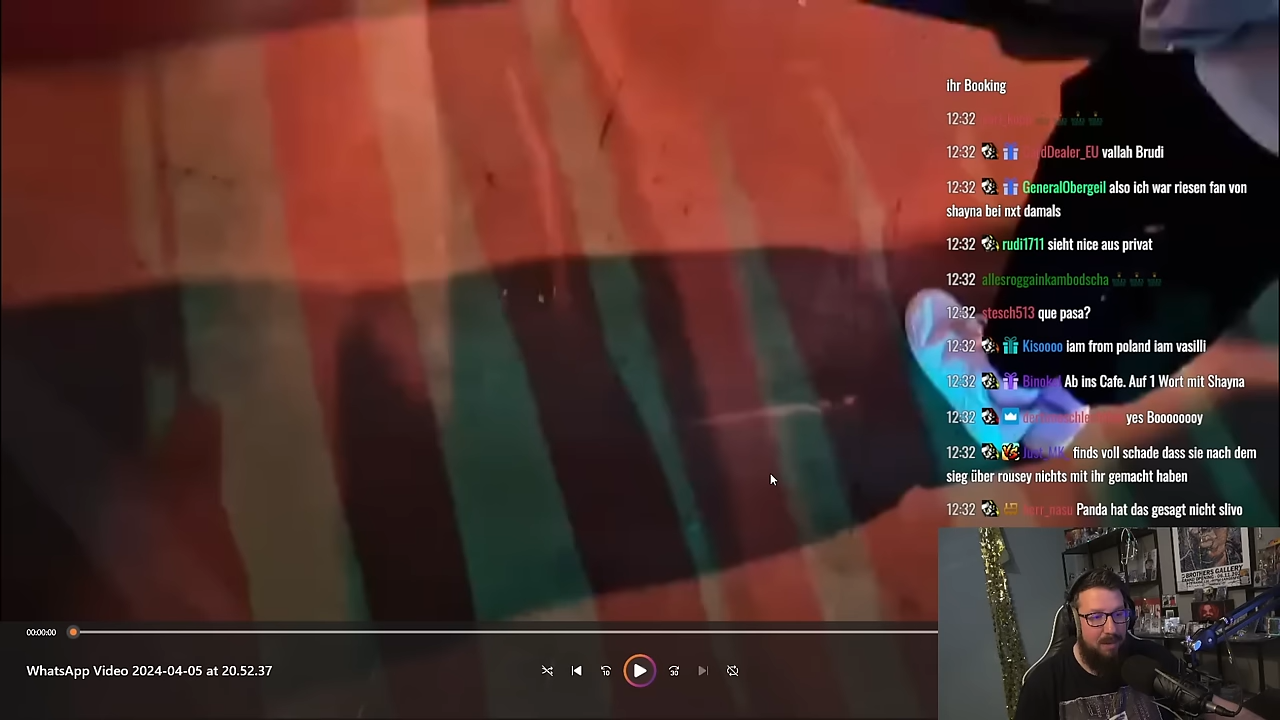 ihr Booking
12:32
12:32 vallah Brudi
12:32 GeneralObergeil also ich war riesen fan von
shayna bei nxt damals
12:32 rudi1711 sieht nice aus privat
12:32 allesroggainkambodscha
12:32 stesch513 que pasa?
12:32 Kisoooo iam from poland iam vasilli
12:32 Ab ins Cafe. Auf 1 Wort mit Shayna
12:32 yes Boooooooy
12:32 finds voll schade dass sie nach dem
sieg über rousey nichts mit ihr gemacht haben
12:32 Panda hat das gesagt nicht slivo
BROTHERS GALLERY
00:00:00
WhatsApp Video 2024-04-05 at 20.52.37
10
30